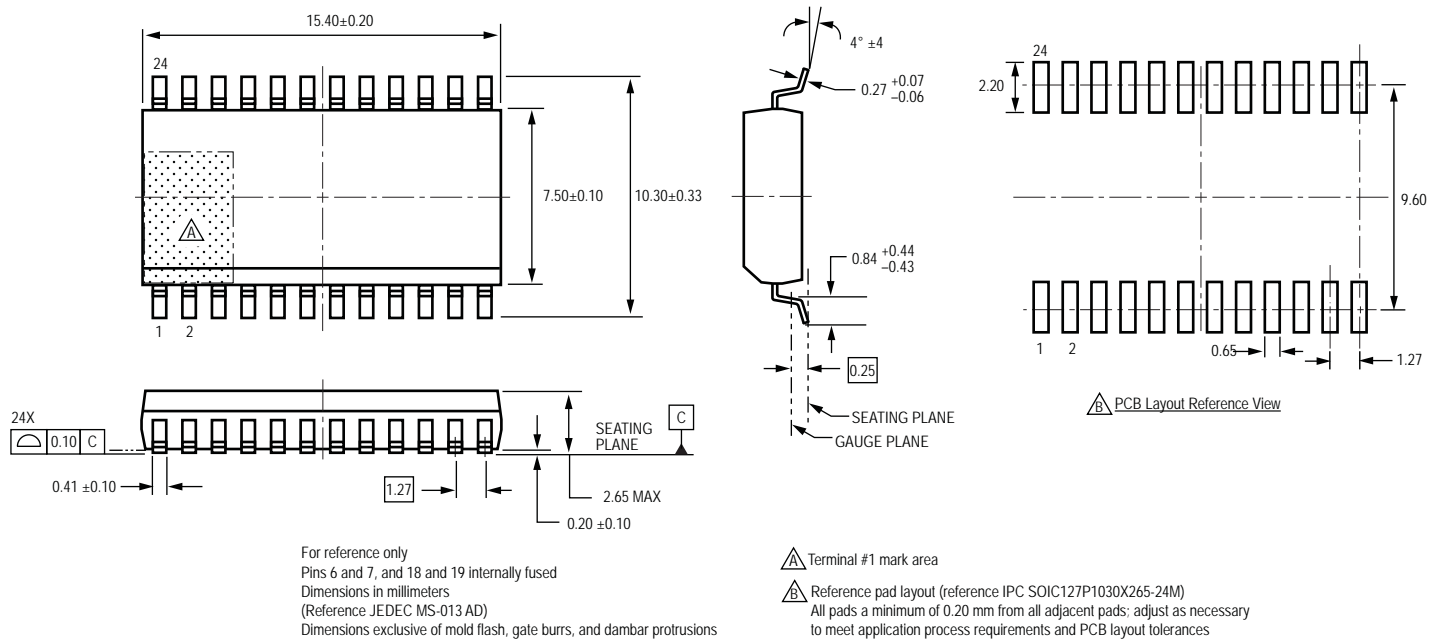 15.40±0.20
24
7.50±0.10
10.30±0.33
A
1 2
4° ±4
0.27 +0.07
−0.06
0.84 +0.44
−0.43
0.25
SEATING PLANE
GAUGE PLANE
24
2.20
9.60
1 2
0.65
1.27
B PCB Layout Reference View
24X
0.10 C
0.41 ±0.10
1.27
SEATING
PLANE
C
2.65 MAX
0.20 ±0.10
For reference only
Pins 6 and 7, and 18 and 19 internally fused
Dimensions in millimeters
(Reference JEDEC MS-013 AD)
Dimensions exclusive of mold flash, gate burrs, and dambar protrusions
A Terminal #1 mark area
B Reference pad layout (reference IPC SOIC127P1030X265-24M)
All pads a minimum of 0.20 mm from all adjacent pads; adjust as necessary
to meet application process requirements and PCB layout tolerances